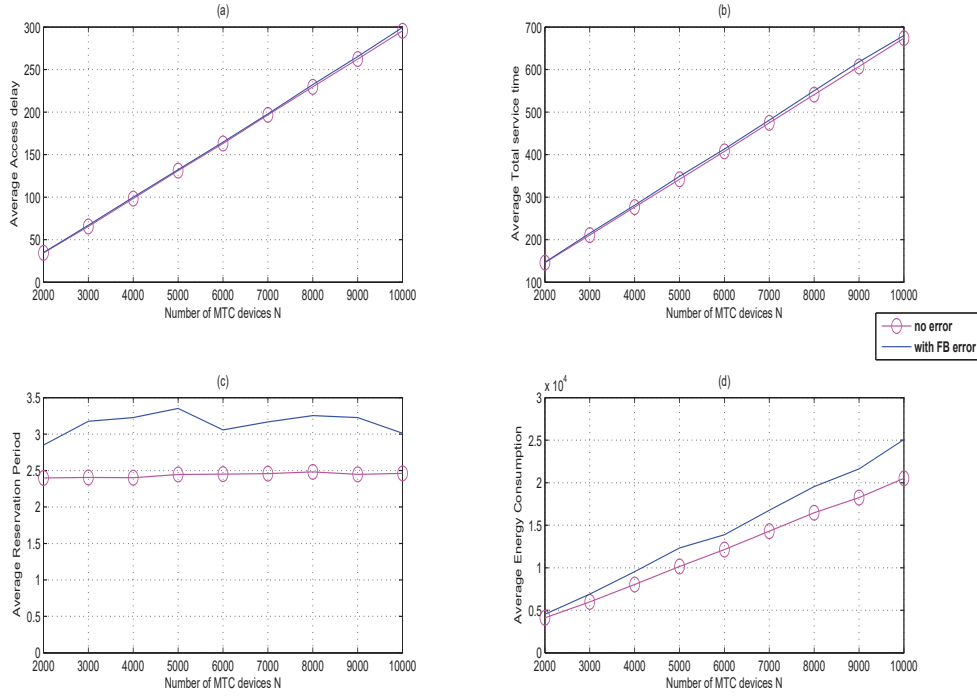 (a)
300
250
200
150
100
50
0
Average Access delay
2000 3000 4000 5000 6000 7000 8000 9000 10000
Number of MTC devices N
(b)
700
600
500
400
300
200
100
Average Total service time
2000 3000 4000 5000 6000 7000 8000 9000 10000
Number of MTC devices N
no error
with FB error
(c)
3.5
3
2.5
2
1.5
1
0.5
0
Average Reservation Period
2000 3000 4000 5000 6000 7000 8000 9000 10000
Number of MTC devices N
(d)
x 10^4
3
2.5
2
1.5
1
0.5
0
Average Energy Consumption
2000 3000 4000 5000 6000 7000 8000 9000 10000
Number of MTC devices N